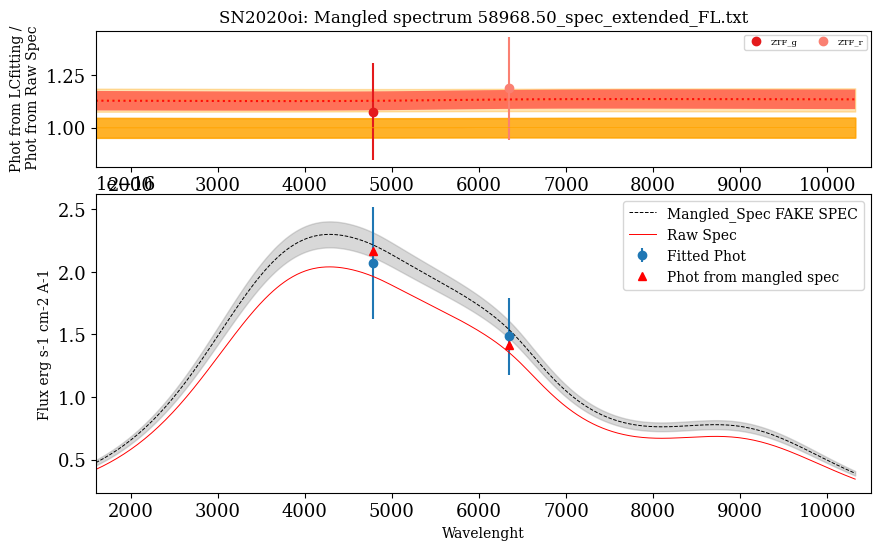 SN2020oi: Mangled spectrum 58968.50_spec_extended_FL.txt
Phot from LCfitting /
Phot from Raw Spec
1.25
1.00
ZTF_g
ZTF_r
2000 3000 4000 5000 6000 7000 8000 9000 10000
1e−16
2.5
2.0
1.5
1.0
0.5
Flux erg s-1 cm-2 A-1
Mangled_Spec FAKE SPEC
Raw Spec
Fitted Phot
Phot from mangled spec
2000 3000 4000 5000 6000 7000 8000 9000 10000
Wavelenght